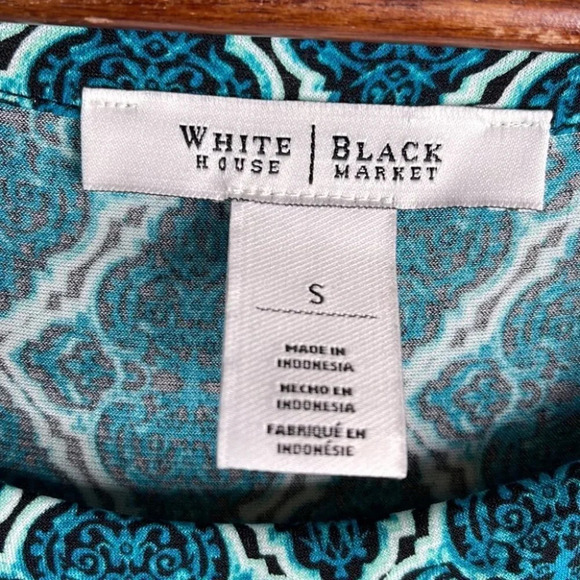 WHITE | BLACK
HOUSE | MARKET
S
MADE IN
INDONESIA
HECHO EN
INDONESIA
FABRIQUÉ EN
INDONÉSIE